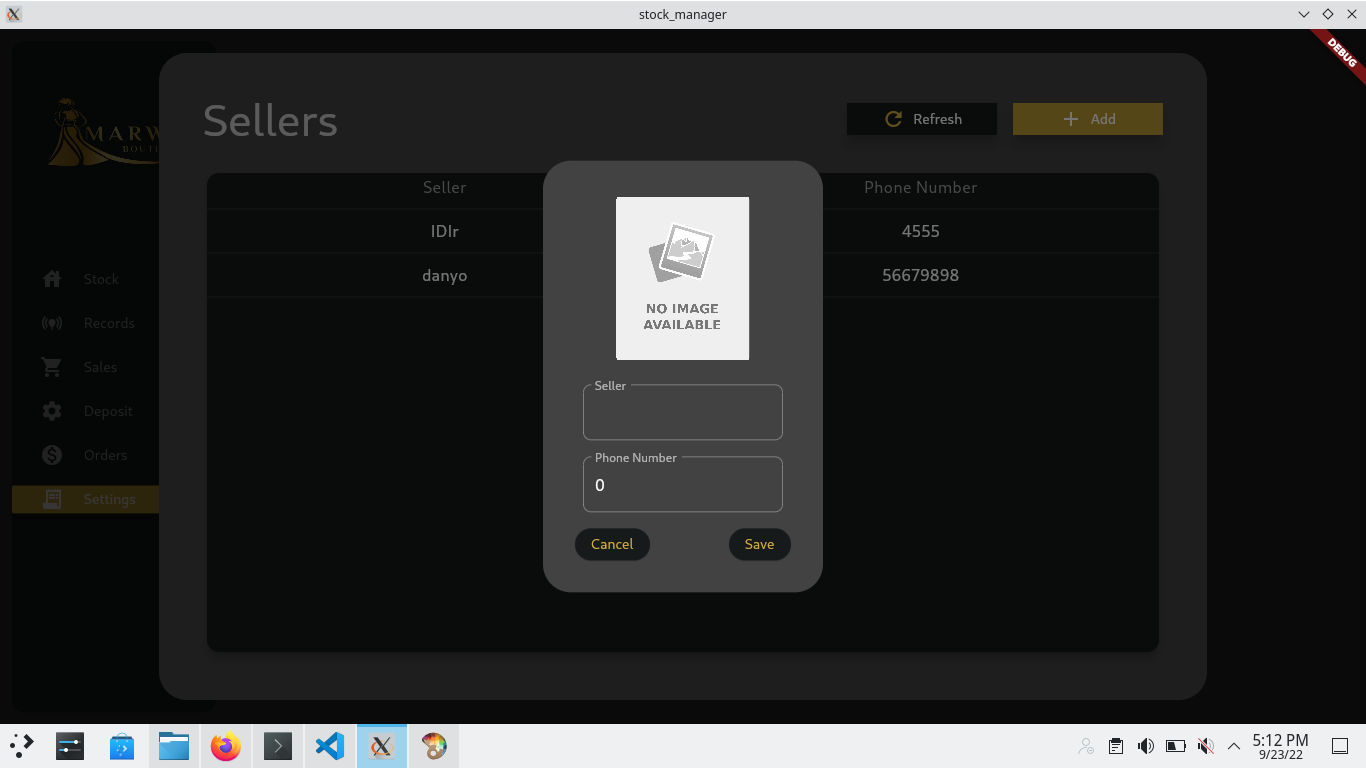 stock_manager
DEBUG
Sellers
Refresh
Add
MARW
BOUTI
Seller
Phone Number
IDIr
4555
danyo
56679898
NO IMAGE
AVAILABLE
Stock
Records
Sales
Deposit
Orders
Settings
Seller
Phone Number
0
Cancel
Save
5:12 PM
9/23/22